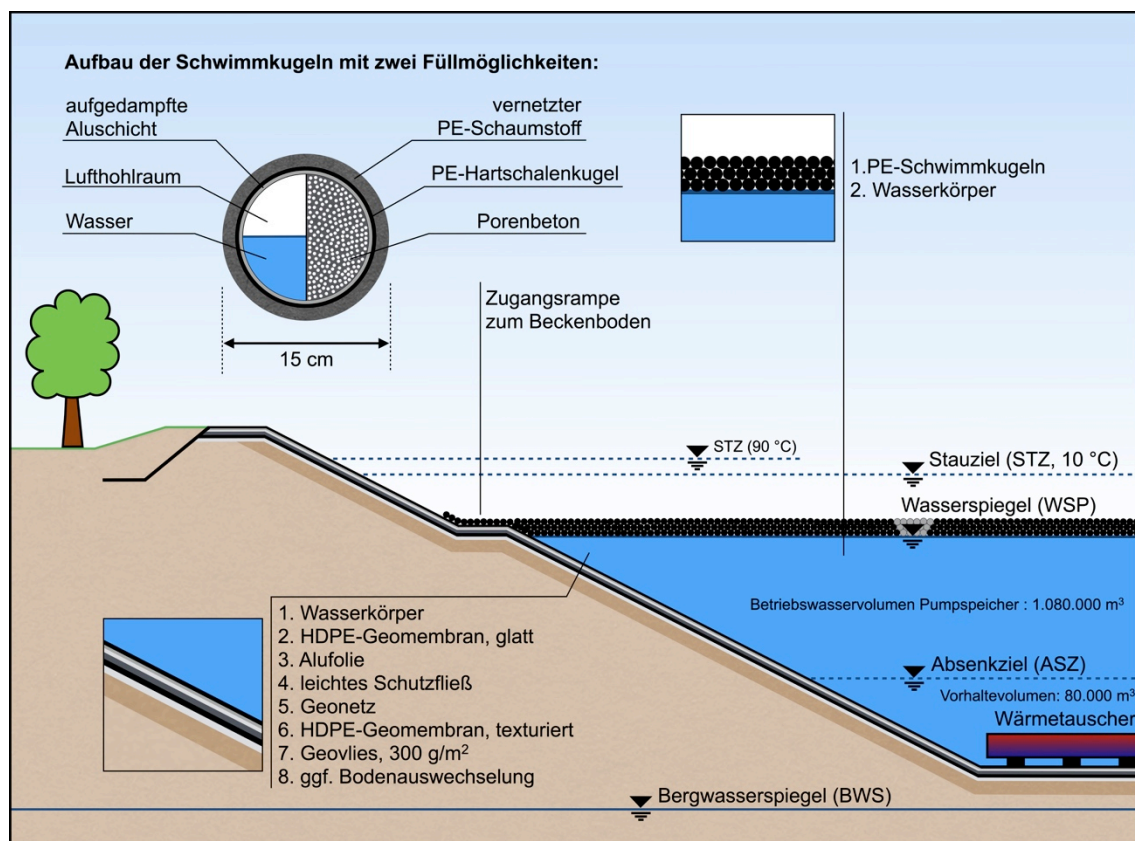 Aufbau der Schwimmkugeln mit zwei Füllmöglichkeiten:
aufgedampfte
Aluschicht
Lufthohlraum
Wasser
vernetzter
PE-Schaumstoff
PE-Hartschalenkugel
Porenbeton
15 cm
1.PE-Schwimmkugeln
2. Wasserkörper
Zugangsrampe
zum Beckenboden
STZ (90 °C)
Stauziel (STZ, 10 °C)
Wasserspiegel (WSP)
Betriebswasservolumen Pumpspeicher : 1.080.000 m³
Absenkziel (ASZ)
Vorhaltevolumen: 80.000 m³
Wärmetauscher
1. Wasserkörper
2. HDPE-Geomembran, glatt
3. Alufolie
4. leichtes Schutzfließ
5. Geonetz
6. HDPE-Geomembran, texturiert
7. Geovlies, 300 g/m²
8. ggf. Bodenauswechselung
Bergwasserspiegel (BWS)